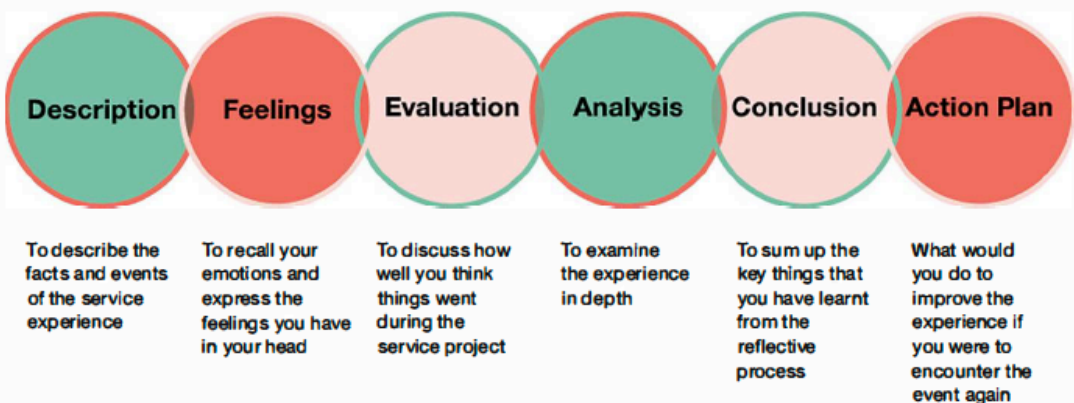 Description
Feelings
Evaluation
Analysis
Conclusion
Action Plan
To describe the
facts and events
of the service
experience
To recall your
emotions and
express the
feelings you have
in your head
To discuss how
well you think
things went
during the
service project
To examine
the experience
in depth
To sum up the
key things that
you have learnt
from the
reflective
process
What would
you do to
improve the
experience if
you were to
encounter the
event again